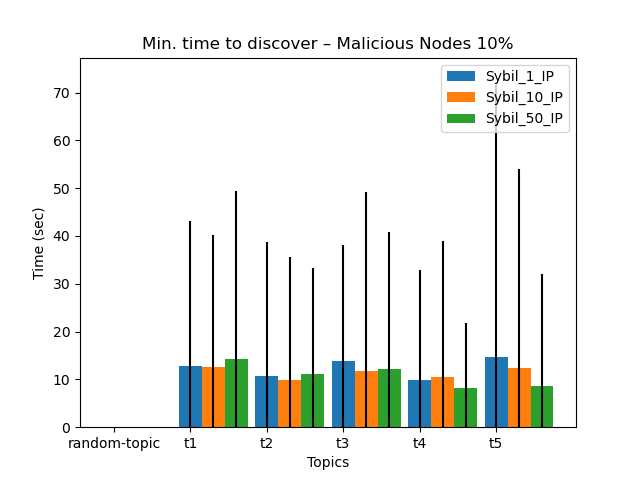 Min. time to discover – Malicious Nodes 10%
Sybil_1_IP
Sybil_10_IP
Sybil_50_IP
70
60
50
40
30
20
10
0
Time (sec)
random-topic t1 t2 t3 t4 t5
Topics